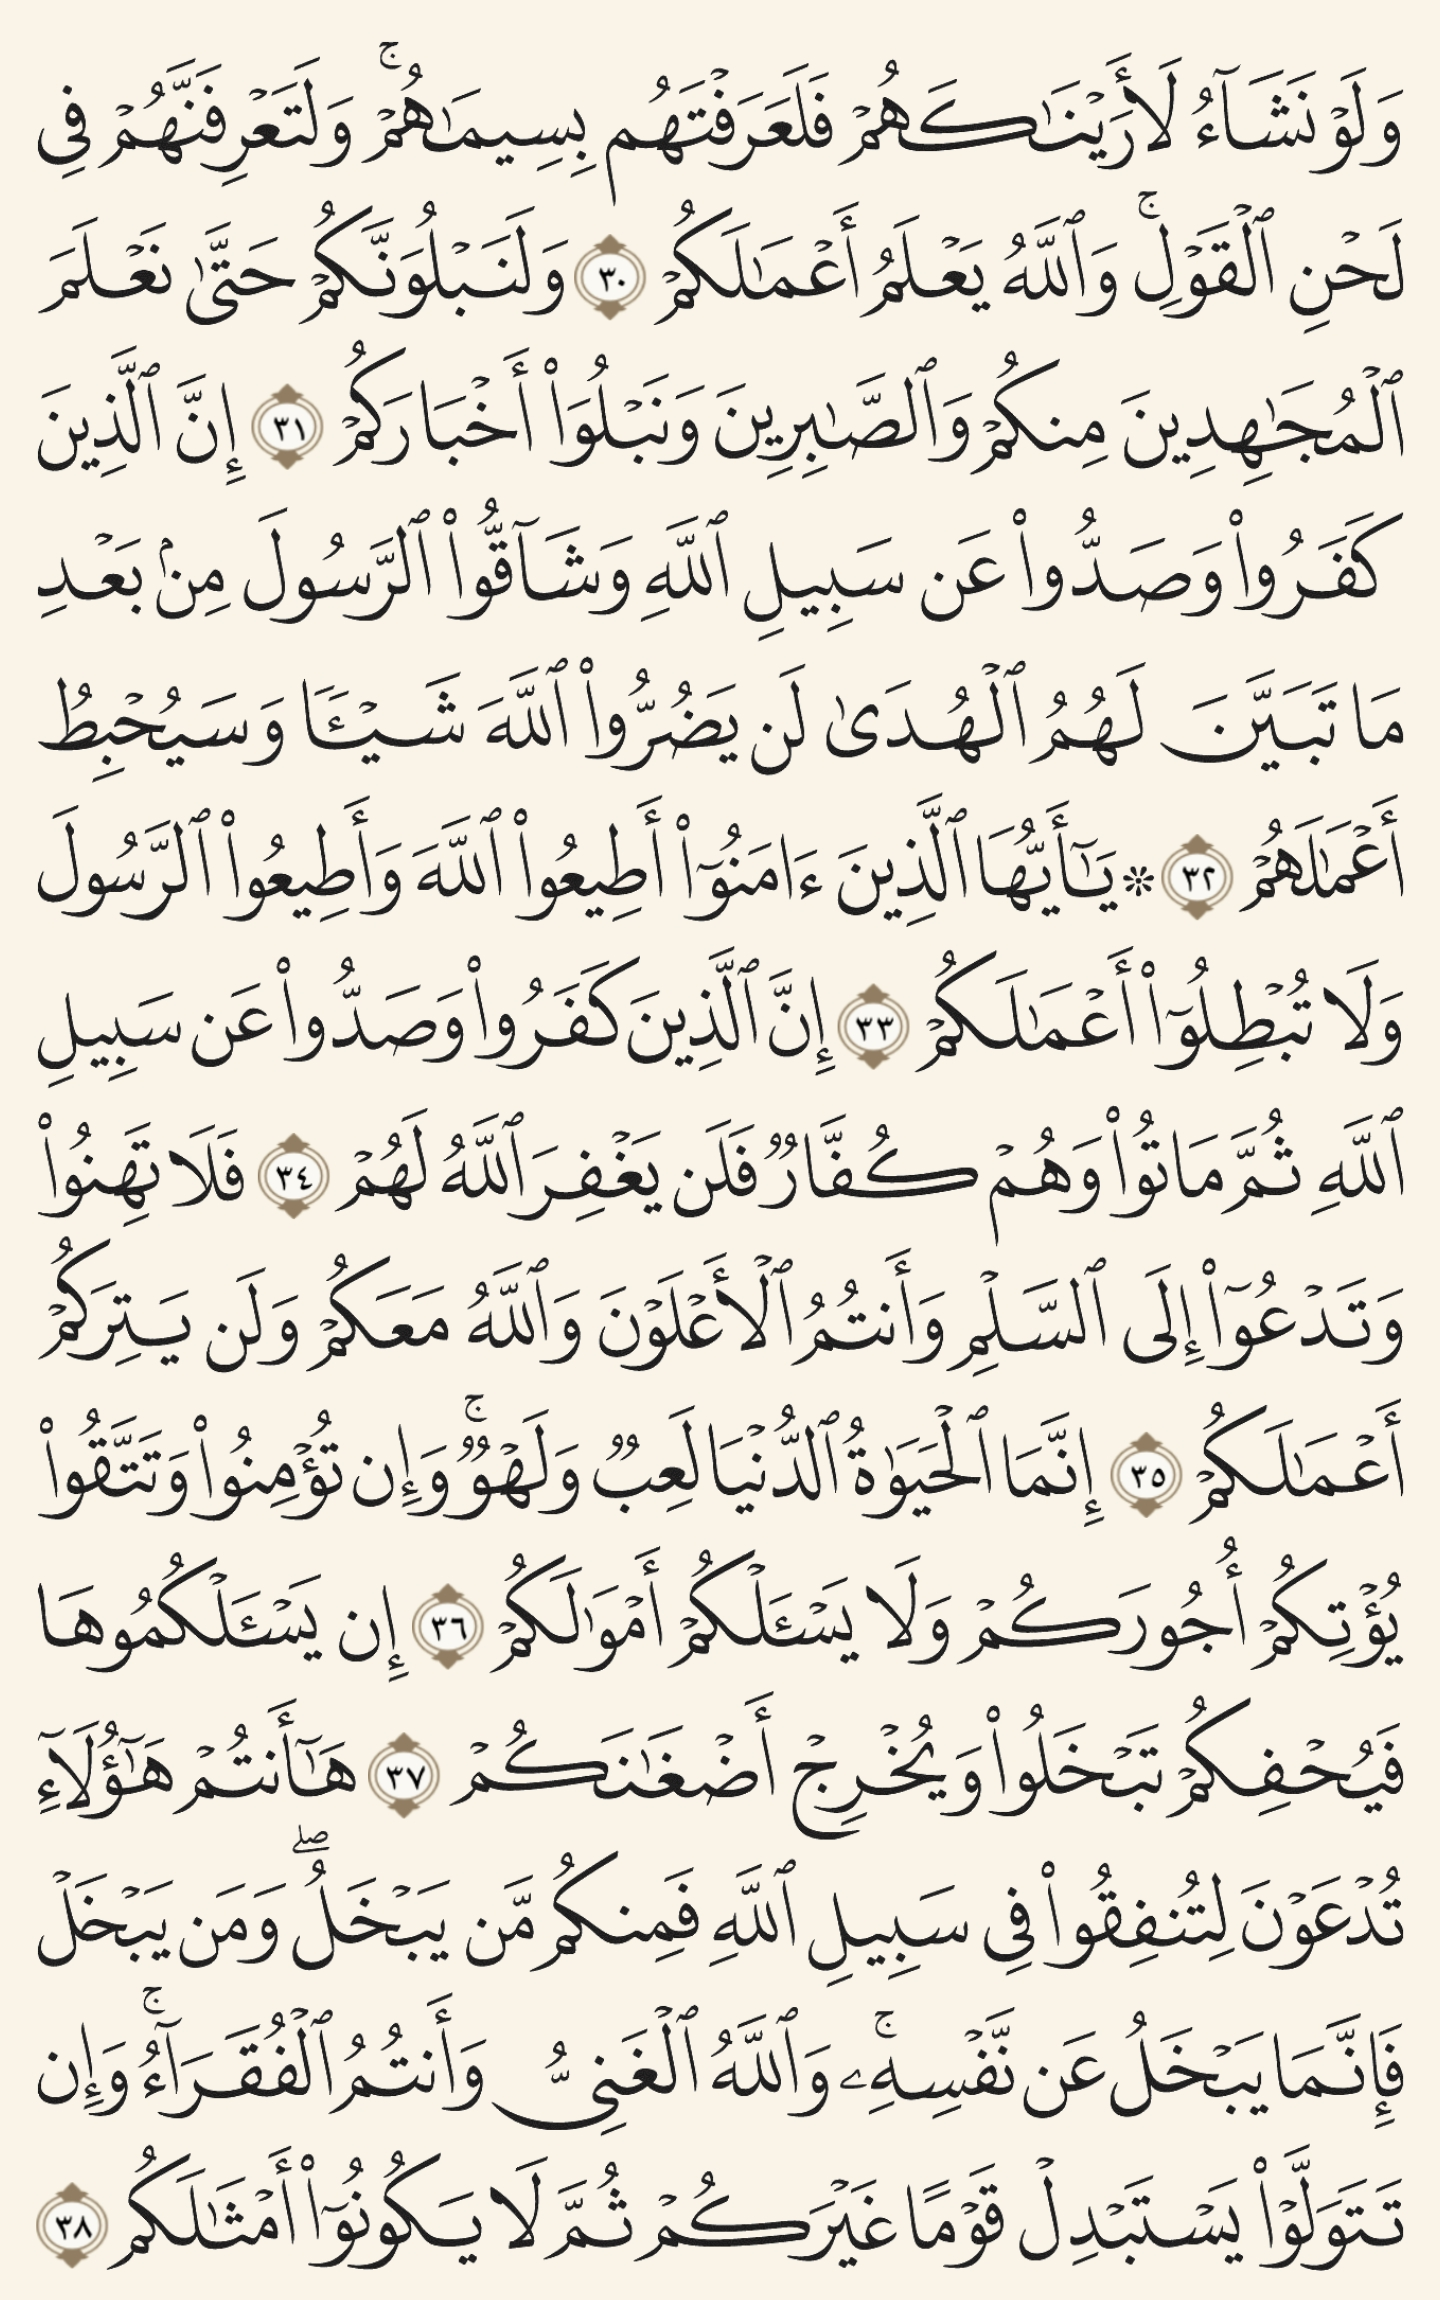 وَلَوۡ نَشَآءُ لَأَرَيۡنَٰكَهُمۡ فَلَعَرَفۡتَهُم بِسِيمَٰهُمۡۚ وَلَتَعۡرِفَنَّهُمۡ فِي
لَحۡنِ ٱلۡقَوۡلِۚ وَٱللَّهُ يَعۡلَمُ أَعۡمَٰلَكُمۡ ٣٠ وَلَنَبۡلُوَنَّكُمۡ حَتَّىٰ نَعۡلَمَ
ٱلۡمُجَٰهِدِينَ مِنكُمۡ وَٱلصَّٰبِرِينَ وَنَبۡلُوَاْ أَخۡبَارَكُمۡ ٣١ إِنَّ ٱلَّذِينَ
كَفَرُواْ وَصَدُّواْ عَن سَبِيلِ ٱللَّهِ وَشَآقُّواْ ٱلرَّسُولَ مِنۢ بَعۡدِ
مَا تَبَيَّنَ لَهُمُ ٱلۡهُدَىٰ لَن يَضُرُّواْ ٱللَّهَ شَيۡـٔٗا وَسَيُحۡبِطُ
أَعۡمَٰلَهُمۡ ٣٢ ۞يَٰٓأَيُّهَا ٱلَّذِينَ ءَامَنُوٓاْ أَطِيعُواْ ٱللَّهَ وَأَطِيعُواْ ٱلرَّسُولَ
وَلَا تُبۡطِلُوٓاْ أَعۡمَٰلَكُمۡ ٣٣ إِنَّ ٱلَّذِينَ كَفَرُواْ وَصَدُّواْ عَن سَبِيلِ
ٱللَّهِ ثُمَّ مَاتُواْ وَهُمۡ كُفَّارٞ فَلَن يَغۡفِرَ ٱللَّهُ لَهُمۡ ٣٤ فَلَا تَهِنُواْ
وَتَدۡعُوٓاْ إِلَى ٱلسَّلۡمِ وَأَنتُمُ ٱلۡأَعۡلَوۡنَ وَٱللَّهُ مَعَكُمۡ وَلَن يَتِرَكُمۡ
أَعۡمَٰلَكُمۡ ٣٥ إِنَّمَا ٱلۡحَيَوٰةُ ٱلدُّنۡيَا لَعِبٞ وَلَهۡوٞۚ وَإِن تُؤۡمِنُواْ وَتَتَّقُواْ
يُؤۡتِكُمۡ أُجُورَكُمۡ وَلَا يَسۡـَٔلۡكُمۡ أَمۡوَٰلَكُمۡ ٣٦ إِن يَسۡـَٔلۡكُمُوهَا
فَيُحۡفِكُمۡ تَبۡخَلُواْ وَيُخۡرِجۡ أَضۡغَٰنَكُمۡ ٣٧ هَٰٓأَنتُمۡ هَٰٓؤُلَآءِ
تُدۡعَوۡنَ لِتُنفِقُواْ فِي سَبِيلِ ٱللَّهِ فَمِنكُم مَّن يَبۡخَلُۖ وَمَن يَبۡخَلۡ
فَإِنَّمَا يَبۡخَلُ عَن نَّفۡسِهِۦۚ وَٱللَّهُ ٱلۡغَنِيُّ وَأَنتُمُ ٱلۡفُقَرَآءُۚ وَإِن
تَتَوَلَّوۡاْ يَسۡتَبۡدِلۡ قَوۡمًا غَيۡرَكُمۡ ثُمَّ لَا يَكُونُوٓاْ أَمۡثَٰلَكُم ٣٨